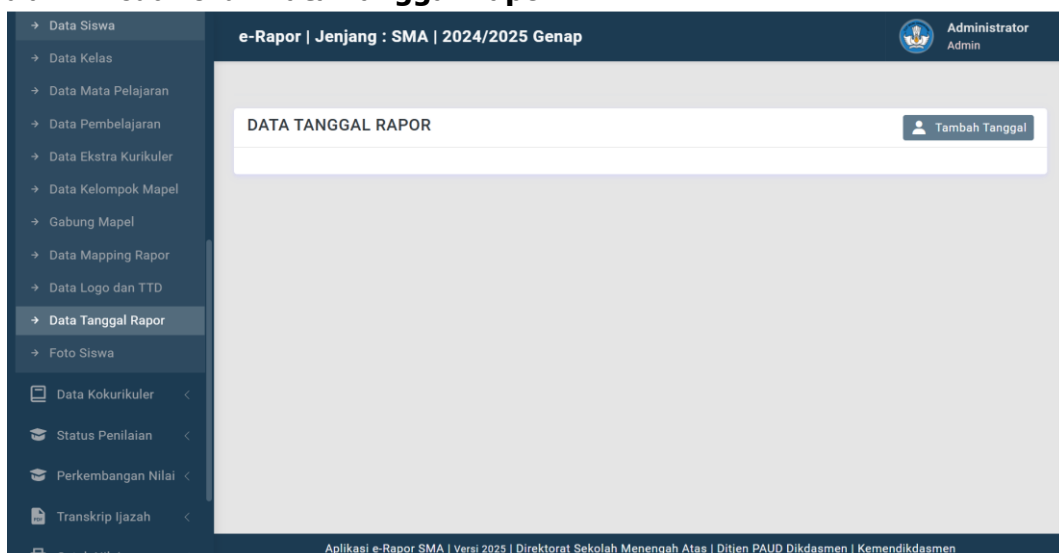 Data Siswa
e-Rapor | Jenjang : SMA | 2024/2025 Genap
Administrator
Admin
Data Kelas
Data Mata Pelajaran
Data Pembelajaran
DATA TANGGAL RAPOR
Tambah Tanggal
Data Ekstra Kurikuler
Data Kelompok Mapel
Gabung Mapel
Data Mapping Rapor
Data Logo dan TTD
Data Tanggal Rapor
Foto Siswa
Data Kokurikuler
Status Penilaian
Perkembangan Nilai
Transkrip Ijazah
Aplikasi e-Rapor SMA | Versi 2025 | Direktorat Sekolah Menengah Atas | Ditjen PAUD Dikdasmen | Kemendikdasmen